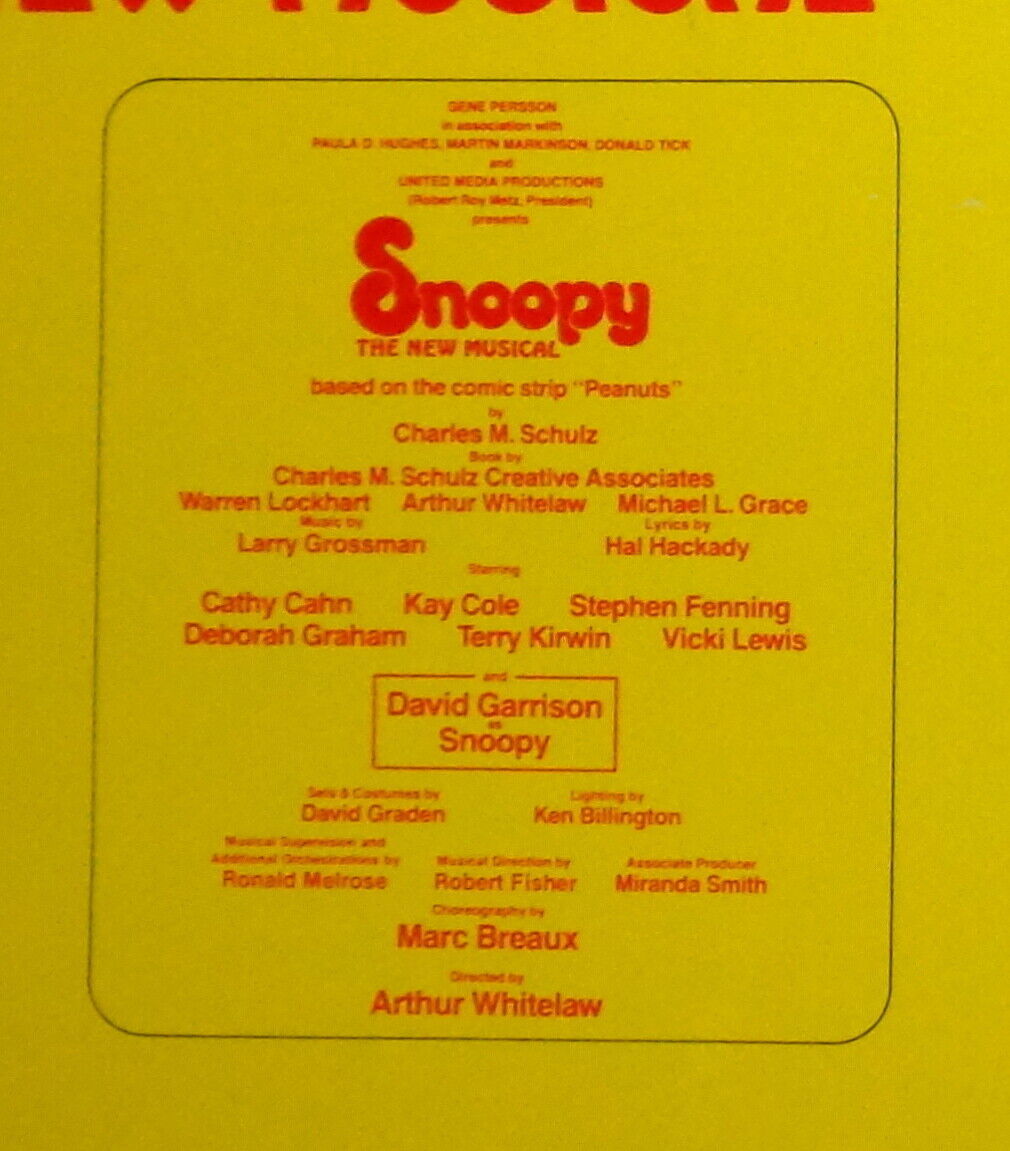 GENE PERSSON
in association with
PAULA D. HUGHES, MARTIN MARKINSON, DONALD TICK
and
UNITED MEDIA PRODUCTIONS
(Robert Roy Metz, President)
presents
Snoopy
THE NEW MUSICAL
based on the comic strip "Peanuts"
by
Charles M. Schulz
Book by
Charles M. Schulz Creative Associates
Warren Lockhart Arthur Whitelaw Michael L. Grace
Music by Lyrics by
Larry Grossman Hal Hackady
Starring
Cathy Cahn Kay Cole Stephen Fenning
Deborah Graham Terry Kirwin Vicki Lewis
and
David Garrison
as
Snoopy
Sets & Costumes by Lighting by
David Graden Ken Billington
Musical Supervision and
Additional Orchestrations by Musical Direction by Associate Producer
Ronald Melrose Robert Fisher Miranda Smith
Choreography by
Marc Breaux
Directed by
Arthur Whitelaw